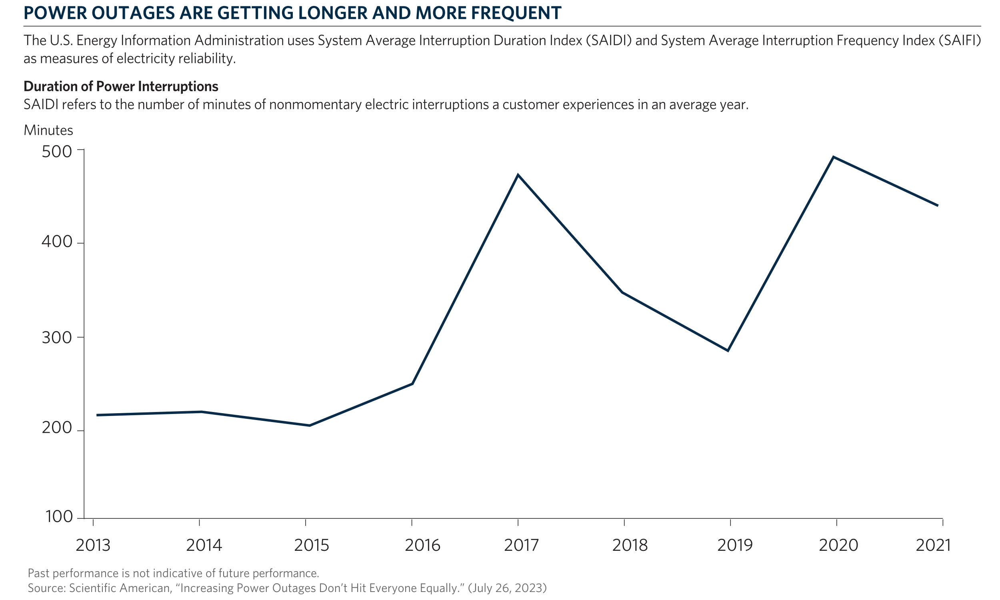 POWER OUTAGES ARE GETTING LONGER AND MORE FREQUENT
The U.S. Energy Information Administration uses System Average Interruption Duration Index (SAIDI) and System Average Interruption Frequency Index (SAIFI)
as measures of electricity reliability.
Duration of Power Interruptions
SAIDI refers to the number of minutes of nonmomentary electric interruptions a customer experiences in an average year.
Minutes
500
400
300
200
100
2013 2014 2015 2016 2017 2018 2019 2020 2021
Past performance is not indicative of future performance.
Source: Scientific American, “Increasing Power Outages Don’t Hit Everyone Equally.” (July 26, 2023)